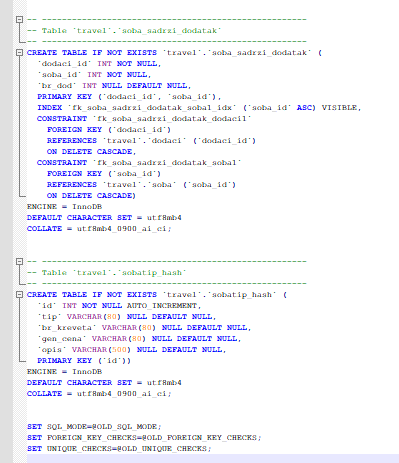 -- -----------------------------------------------------
-- Table `travel`.`soba_sadrzi_dodatak`
-- -----------------------------------------------------
CREATE TABLE IF NOT EXISTS `travel`.`soba_sadrzi_dodatak` (
`dodaci_id` INT NOT NULL,
`soba_id` INT NOT NULL,
`br_dod` INT NULL DEFAULT NULL,
PRIMARY KEY (`dodaci_id`, `soba_id`),
INDEX `fk_soba_sadrzi_dodatak_soba1_idx` (`soba_id` ASC) VISIBLE,
CONSTRAINT `fk_soba_sadrzi_dodatak_dodaci1`
FOREIGN KEY (`dodaci_id`)
REFERENCES `travel`.`dodaci` (`dodaci_id`)
ON DELETE CASCADE,
CONSTRAINT `fk_soba_sadrzi_dodatak_soba1`
FOREIGN KEY (`soba_id`)
REFERENCES `travel`.`soba` (`soba_id`)
ON DELETE CASCADE)
ENGINE = InnoDB
DEFAULT CHARACTER SET = utf8mb4
COLLATE = utf8mb4_0900_ai_ci;
-- -----------------------------------------------------
-- Table `travel`.`sobatip_hash`
-- -----------------------------------------------------
CREATE TABLE IF NOT EXISTS `travel`.`sobatip_hash` (
`id` INT NOT NULL AUTO_INCREMENT,
`tip` VARCHAR(80) NULL DEFAULT NULL,
`br_kreveta` VARCHAR(80) NULL DEFAULT NULL,
`gen_cena` VARCHAR(80) NULL DEFAULT NULL,
`opis` VARCHAR(500) NULL DEFAULT NULL,
PRIMARY KEY (`id`))
ENGINE = InnoDB
DEFAULT CHARACTER SET = utf8mb4
COLLATE = utf8mb4_0900_ai_ci;
SET SQL_MODE=@OLD_SQL_MODE;
SET FOREIGN_KEY_CHECKS=@OLD_FOREIGN_KEY_CHECKS;
SET UNIQUE_CHECKS=@OLD_UNIQUE_CHECKS;